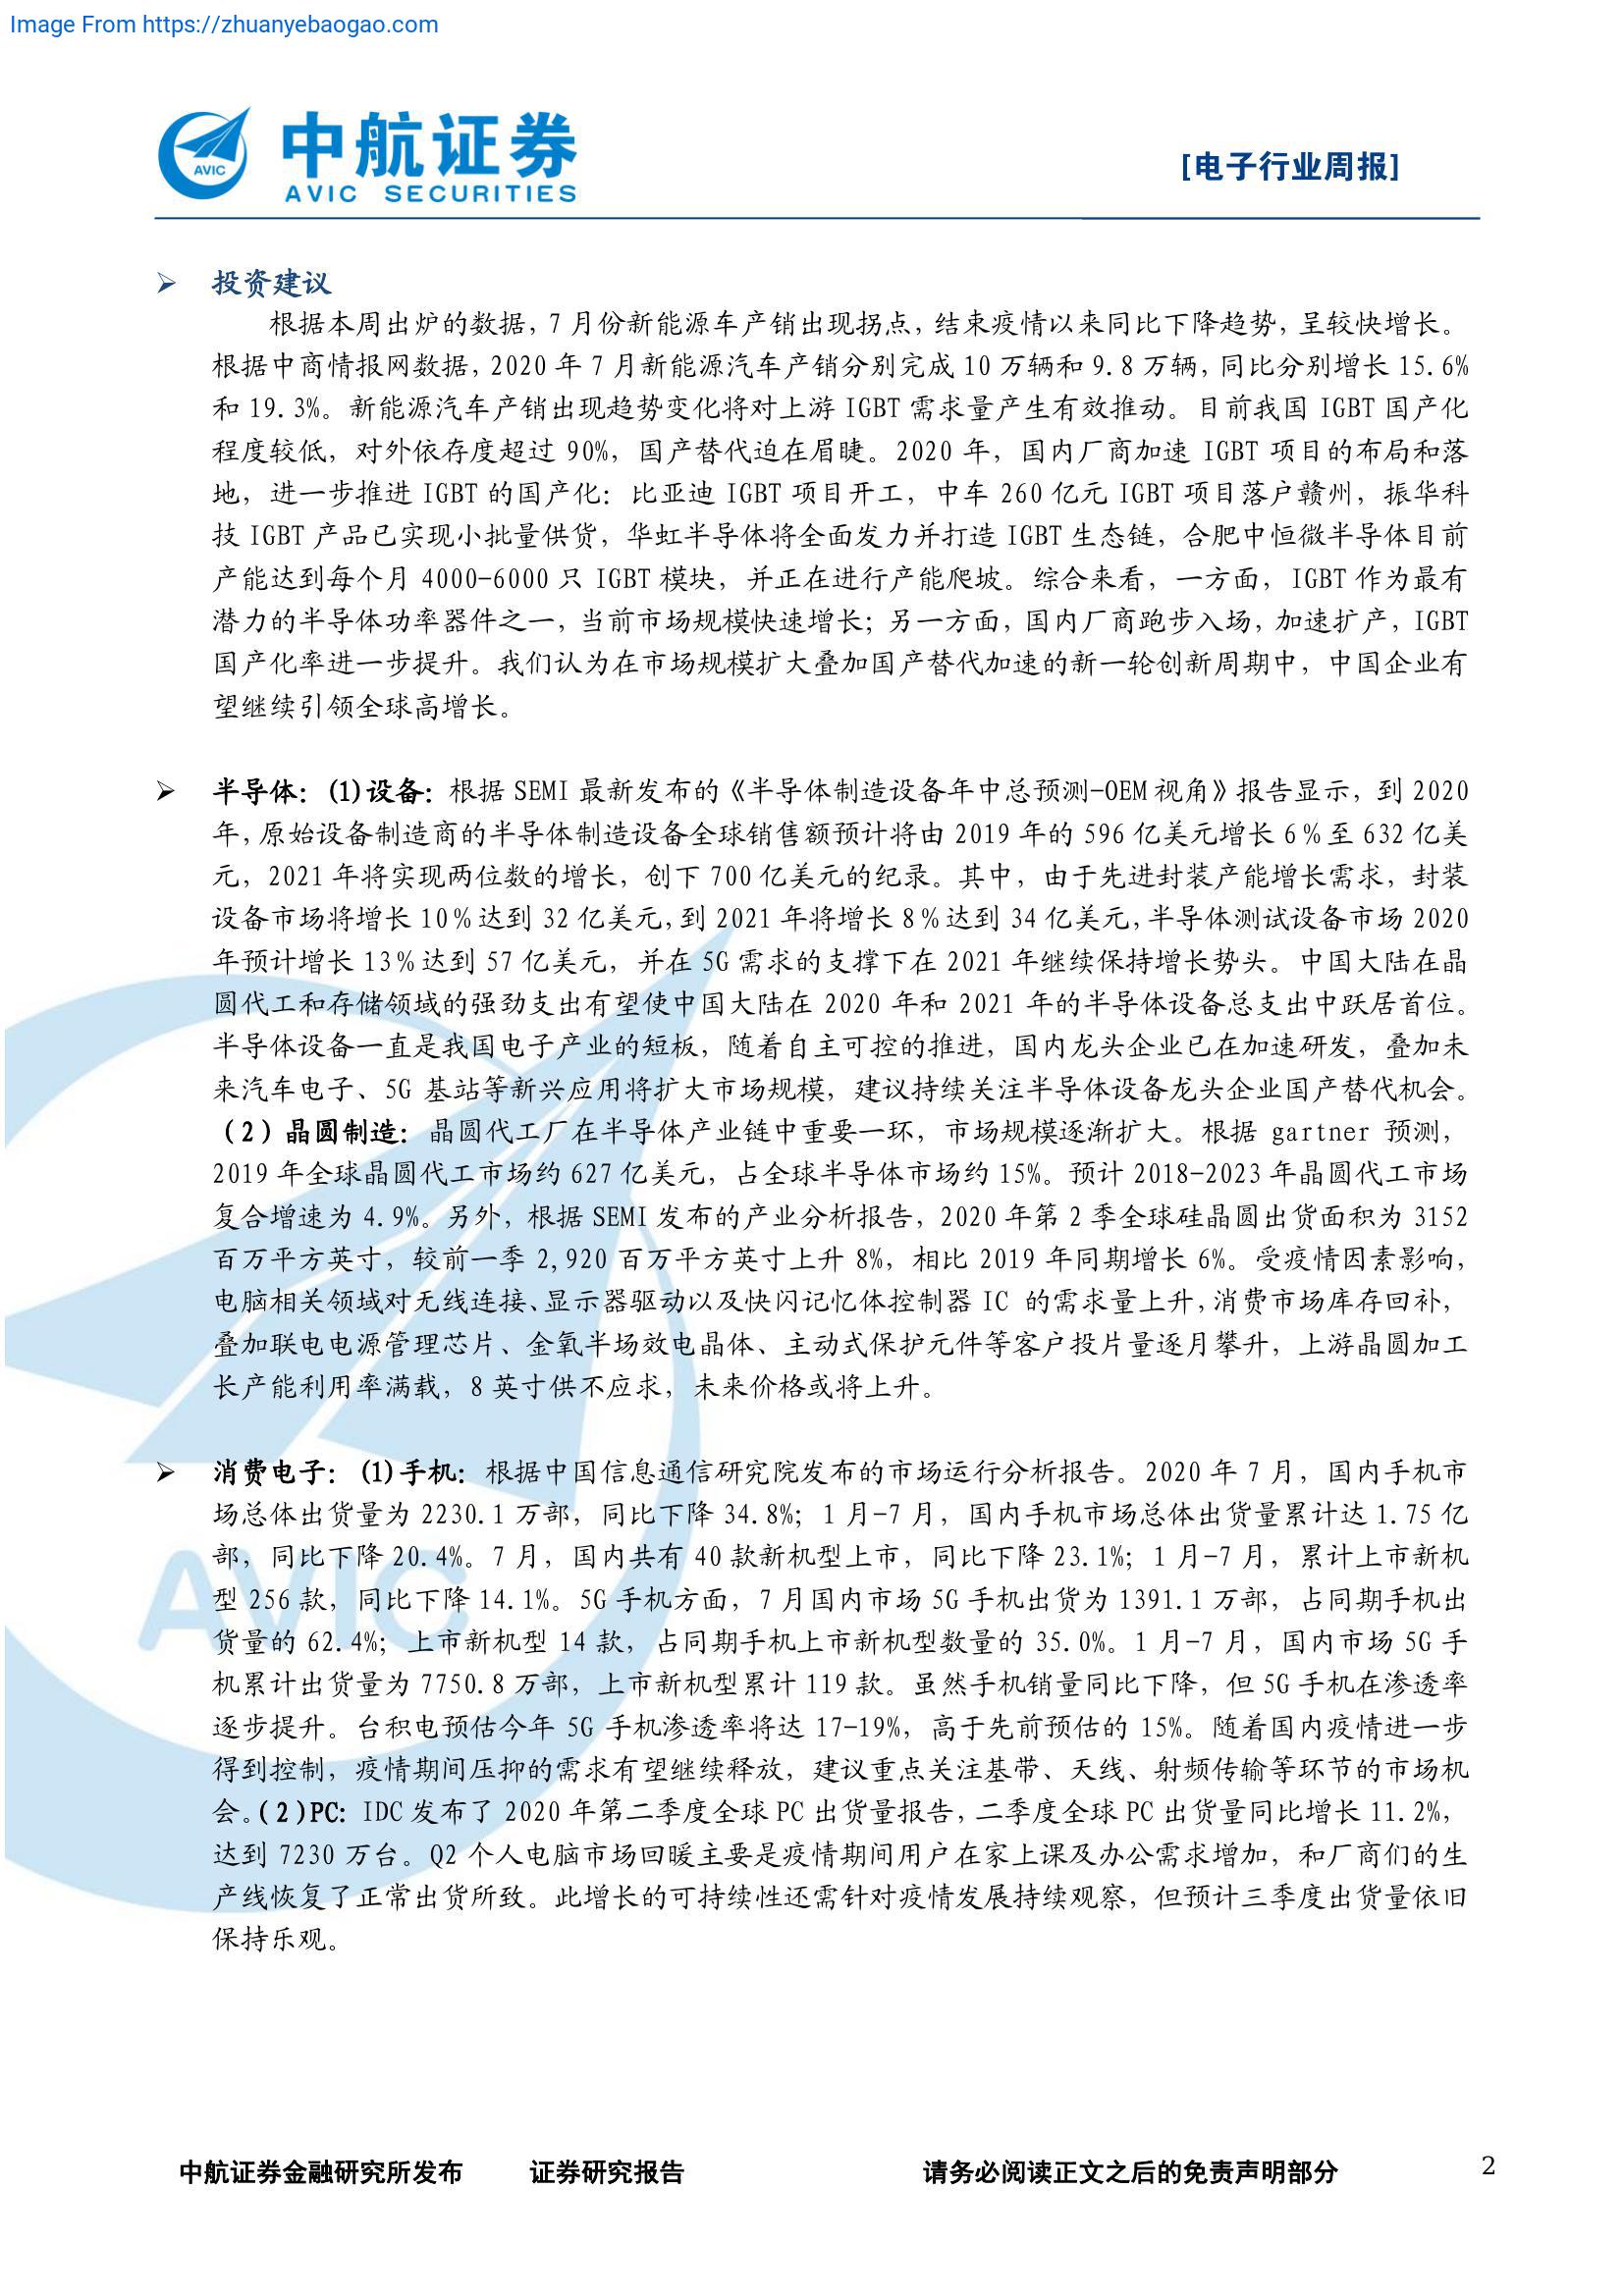 Image From https://zhuanyebaogao.com
AVIC
中航证券
AVIC SECURITIES
[电子行业周报]
➢ 投资建议
根据本周出炉的数据，7 月份新能源车产销出现拐点，结束疫情以来同比下降趋势，呈较快增长。
根据中商情报网数据，2020 年 7 月新能源汽车产销分别完成 10 万辆和 9.8 万辆，同比分别增长 15.6%
和 19.3%。新能源汽车产销出现趋势变化将对上游 IGBT 需求量产生有效推动。目前我国 IGBT 国产化
程度较低，对外依存度超过 90%，国产替代迫在眉睫。2020 年，国内厂商加速 IGBT 项目的布局和落
地，进一步推进 IGBT 的国产化：比亚迪 IGBT 项目开工，中车 260 亿元 IGBT 项目落户赣州，振华科
技 IGBT 产品已实现小批量供货，华虹半导体将全面发力并打造 IGBT 生态链，合肥中恒微半导体目前
产能达到每个月 4000-6000 只 IGBT 模块，并正在进行产能爬坡。综合来看，一方面，IGBT 作为最有
潜力的半导体功率器件之一，当前市场规模快速增长；另一方面，国内厂商跑步入场，加速扩产，IGBT
国产化率进一步提升。我们认为在市场规模扩大叠加国产替代加速的新一轮创新周期中，中国企业有
望继续引领全球高增长。
➢ 半导体：(1)设备：根据 SEMI 最新发布的《半导体制造设备年中总预测-OEM 视角》报告显示，到 2020
年，原始设备制造商的半导体制造设备全球销售额预计将由 2019 年的 596 亿美元增长 6％至 632 亿美
元，2021 年将实现两位数的增长，创下 700 亿美元的纪录。其中，由于先进封装产能增长需求，封装
设备市场将增长 10％达到 32 亿美元，到 2021 年将增长 8％达到 34 亿美元，半导体测试设备市场 2020
年预计增长 13％达到 57 亿美元，并在 5G 需求的支撑下在 2021 年继续保持增长势头。中国大陆在晶
圆代工和存储领域的强劲支出有望使中国大陆在 2020 年和 2021 年的半导体设备总支出中跃居首位。
半导体设备一直是我国电子产业的短板，随着自主可控的推进，国内龙头企业已在加速研发，叠加未
来汽车电子、5G 基站等新兴应用将扩大市场规模，建议持续关注半导体设备龙头企业国产替代机会。
（2）晶圆制造：晶圆代工厂在半导体产业链中重要一环，市场规模逐渐扩大。根据 gartner 预测，
2019 年全球晶圆代工市场约 627 亿美元，占全球半导体市场约 15%。预计 2018-2023 年晶圆代工市场
复合增速为 4.9%。另外，根据 SEMI 发布的产业分析报告，2020 年第 2 季全球硅晶圆出货面积为 3152
百万平方英寸，较前一季 2,920 百万平方英寸上升 8%，相比 2019 年同期增长 6%。受疫情因素影响，
电脑相关领域对无线连接、显示器驱动以及快闪记忆体控制器 IC 的需求量上升，消费市场库存回补，
叠加联电电源管理芯片、金氧半场效电晶体、主动式保护元件等客户投片量逐月攀升，上游晶圆加工
长产能利用率满载，8 英寸供不应求，未来价格或将上升。
➢ 消费电子：(1)手机：根据中国信息通信研究院发布的市场运行分析报告。2020 年 7 月，国内手机市
场总体出货量为 2230.1 万部，同比下降 34.8%；1 月-7 月，国内手机市场总体出货量累计达 1.75 亿
部，同比下降 20.4%。7 月，国内共有 40 款新机型上市，同比下降 23.1%；1 月-7 月，累计上市新机
型 256 款，同比下降 14.1%。5G 手机方面，7 月国内市场 5G 手机出货为 1391.1 万部，占同期手机出
货量的 62.4%；上市新机型 14 款，占同期手机上市新机型数量的 35.0%。1 月-7 月，国内市场 5G 手
机累计出货量为 7750.8 万部，上市新机型累计 119 款。虽然手机销量同比下降，但 5G 手机在渗透率
逐步提升。台积电预估今年 5G 手机渗透率将达 17-19%，高于先前预估的 15%。随着国内疫情进一步
得到控制，疫情期间压抑的需求有望继续释放，建议重点关注基带、天线、射频传输等环节的市场机
会。(2)PC：IDC 发布了 2020 年第二季度全球 PC 出货量报告，二季度全球 PC 出货量同比增长 11.2%，
达到 7230 万台。Q2 个人电脑市场回暖主要是疫情期间用户在家上课及办公需求增加，和厂商们的生
产线恢复了正常出货所致。此增长的可持续性还需针对疫情发展持续观察，但预计三季度出货量依旧
保持乐观。
AVIC
中航证券金融研究所发布 证券研究报告 请务必阅读正文之后的免责声明部分 2